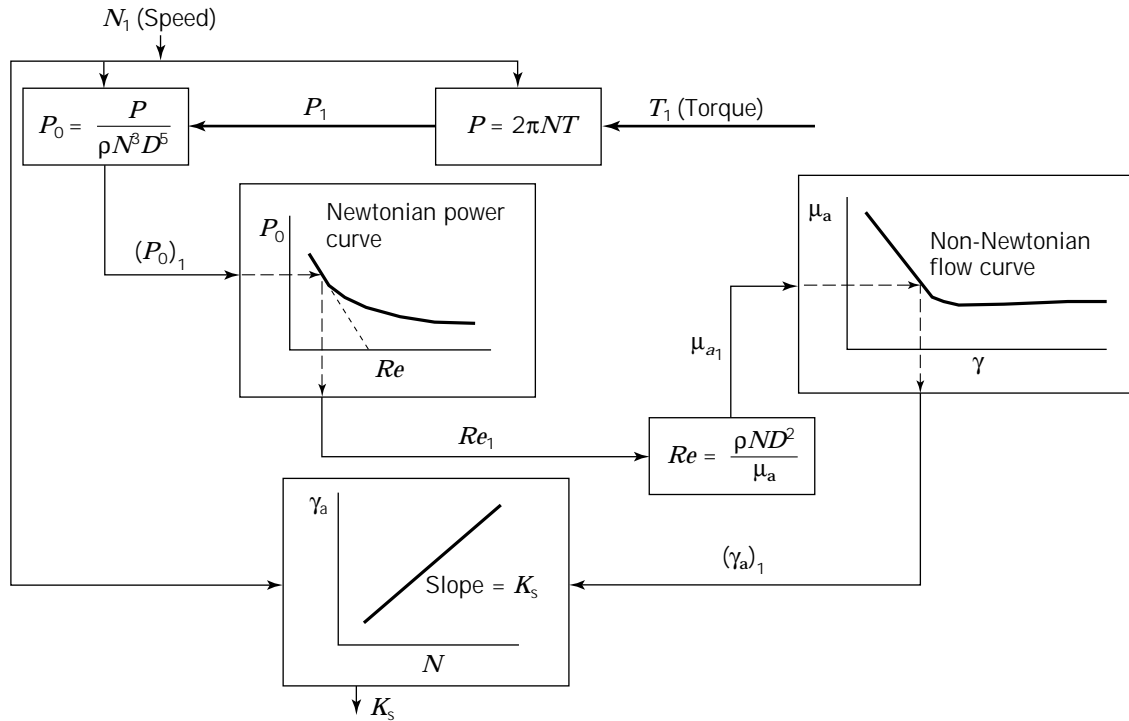 N₁ (Speed)
P₀ = P / ρN³D⁵
P₁
P = 2πNT
T₁ (Torque)
(P₀)₁
P₀
Newtonian power
curve
Re
μₐ
Non-Newtonian
flow curve
γ
μₐ₁
Re₁
Re = ρND² / μₐ
γₐ
Slope = Kₛ
N
(γₐ)₁
Kₛ